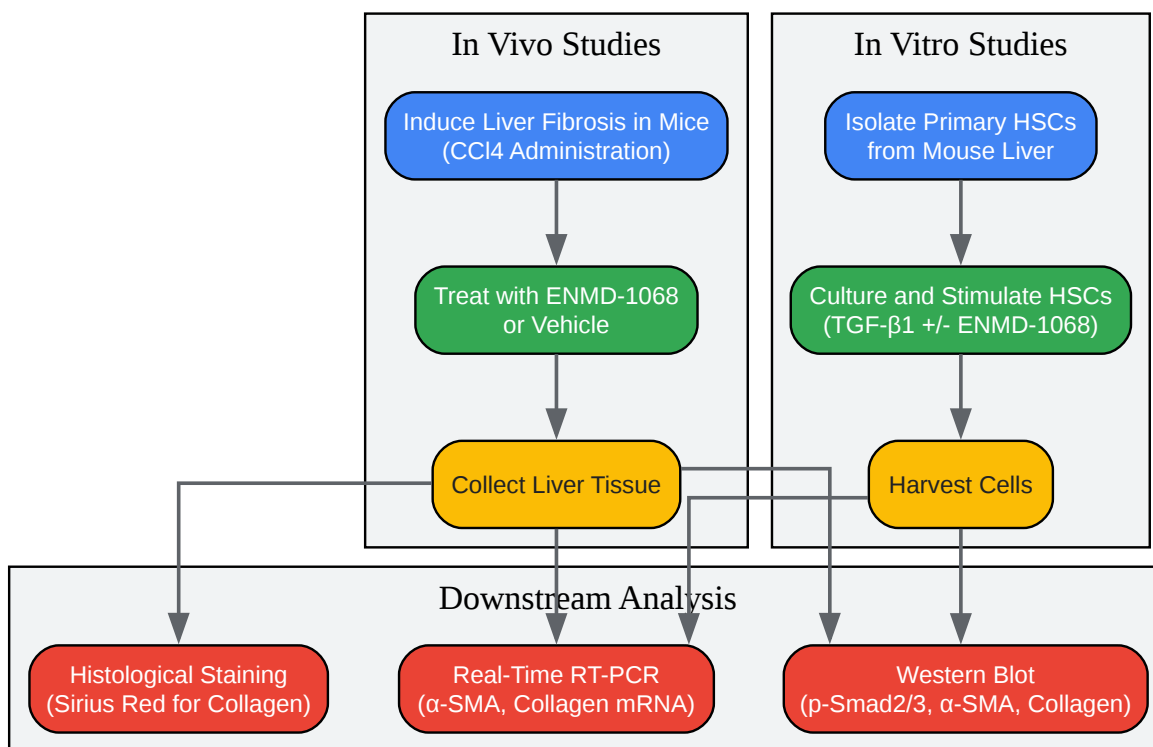 In Vivo Studies
Induce Liver Fibrosis in Mice
(CCl4 Administration)
Treat with ENMD-1068
or Vehicle
Collect Liver Tissue
In Vitro Studies
Isolate Primary HSCs
from Mouse Liver
Culture and Stimulate HSCs
(TGF-β1 +/- ENMD-1068)
Harvest Cells
Downstream Analysis
Histological Staining
(Sirius Red for Collagen)
Real-Time RT-PCR
(α-SMA, Collagen mRNA)
Western Blot
(p-Smad2/3, α-SMA, Collagen)